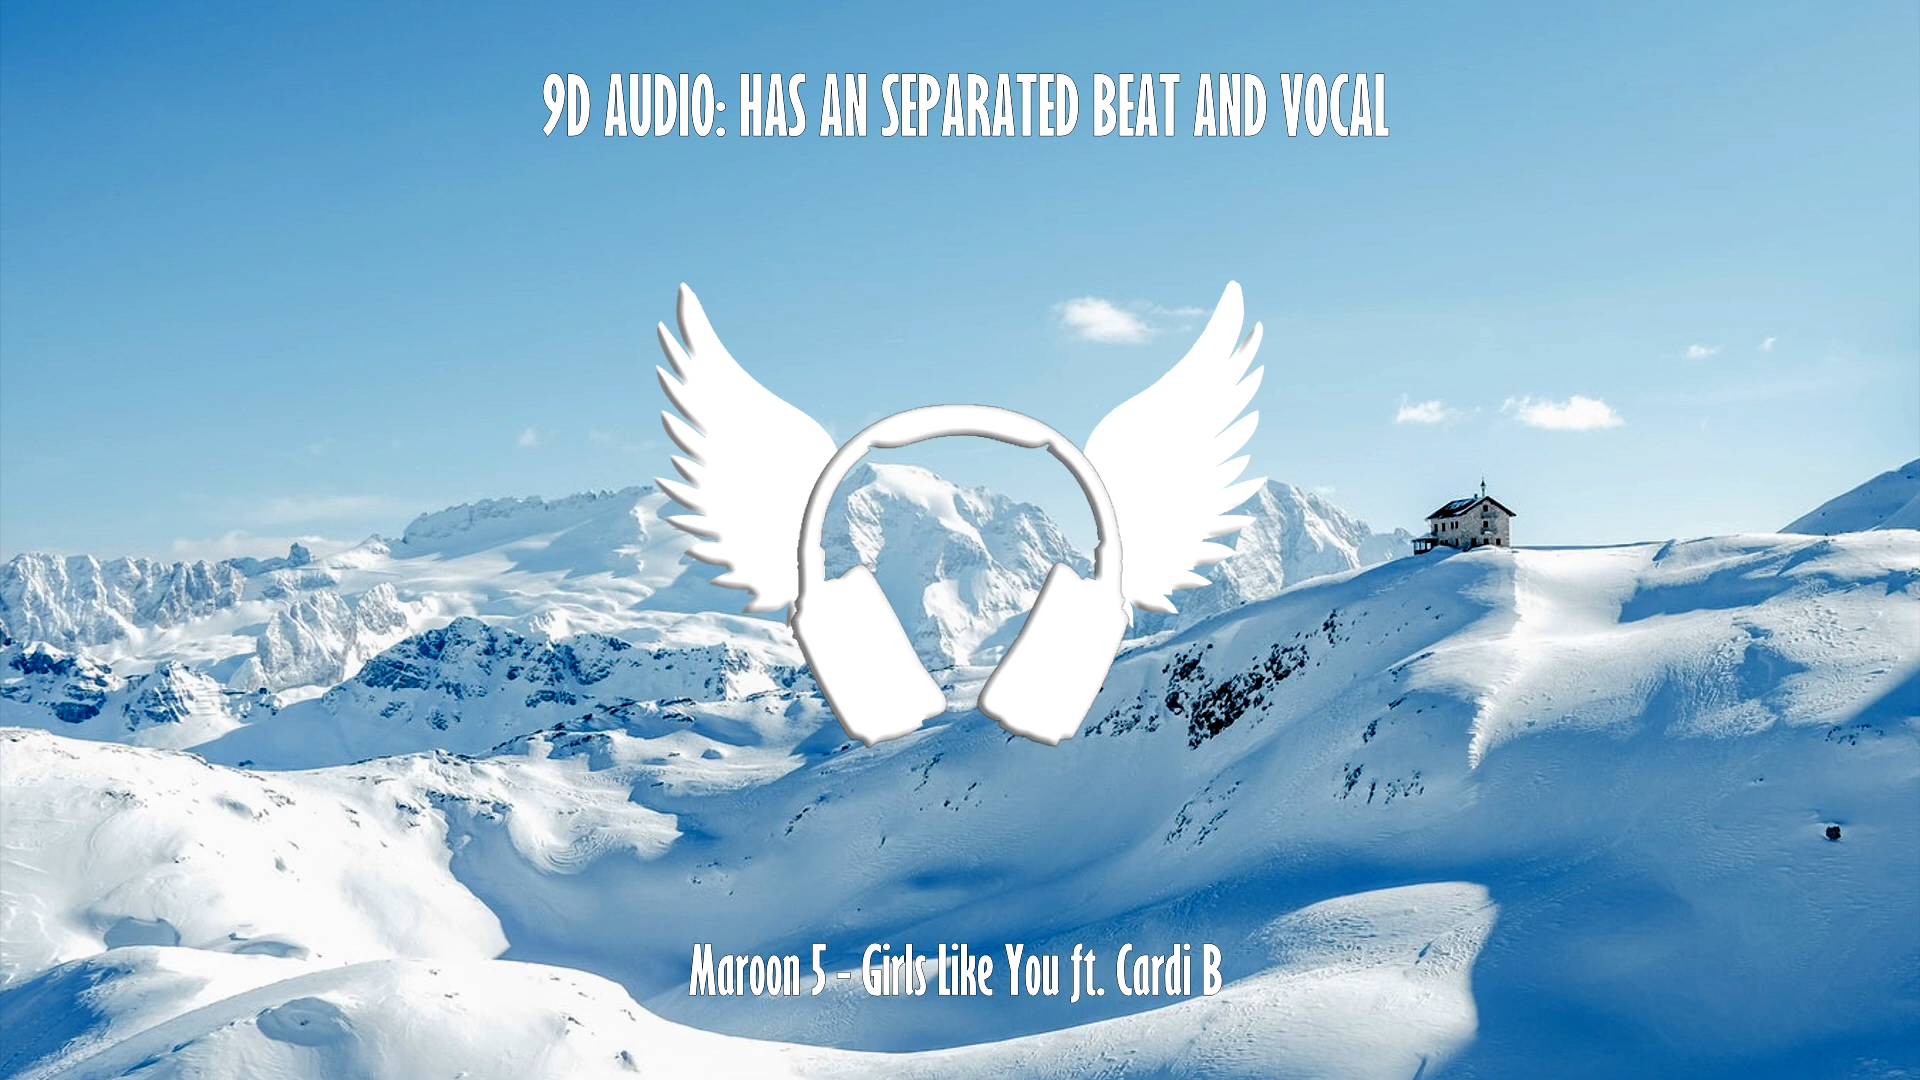 9D AUDIO: HAS AN SEPARATED BEAT AND VOCAL
Maroon 5 - Girls Like You ft. Cardi B